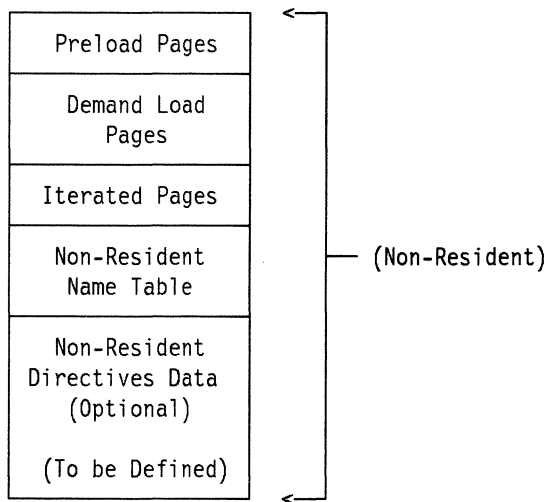 Preload Pages
Demand Load
Pages
Iterated Pages
Non-Resident
Name Table
Non-Resident
Directives Data
(Optional)
(To be Defined)
(Non-Resident)